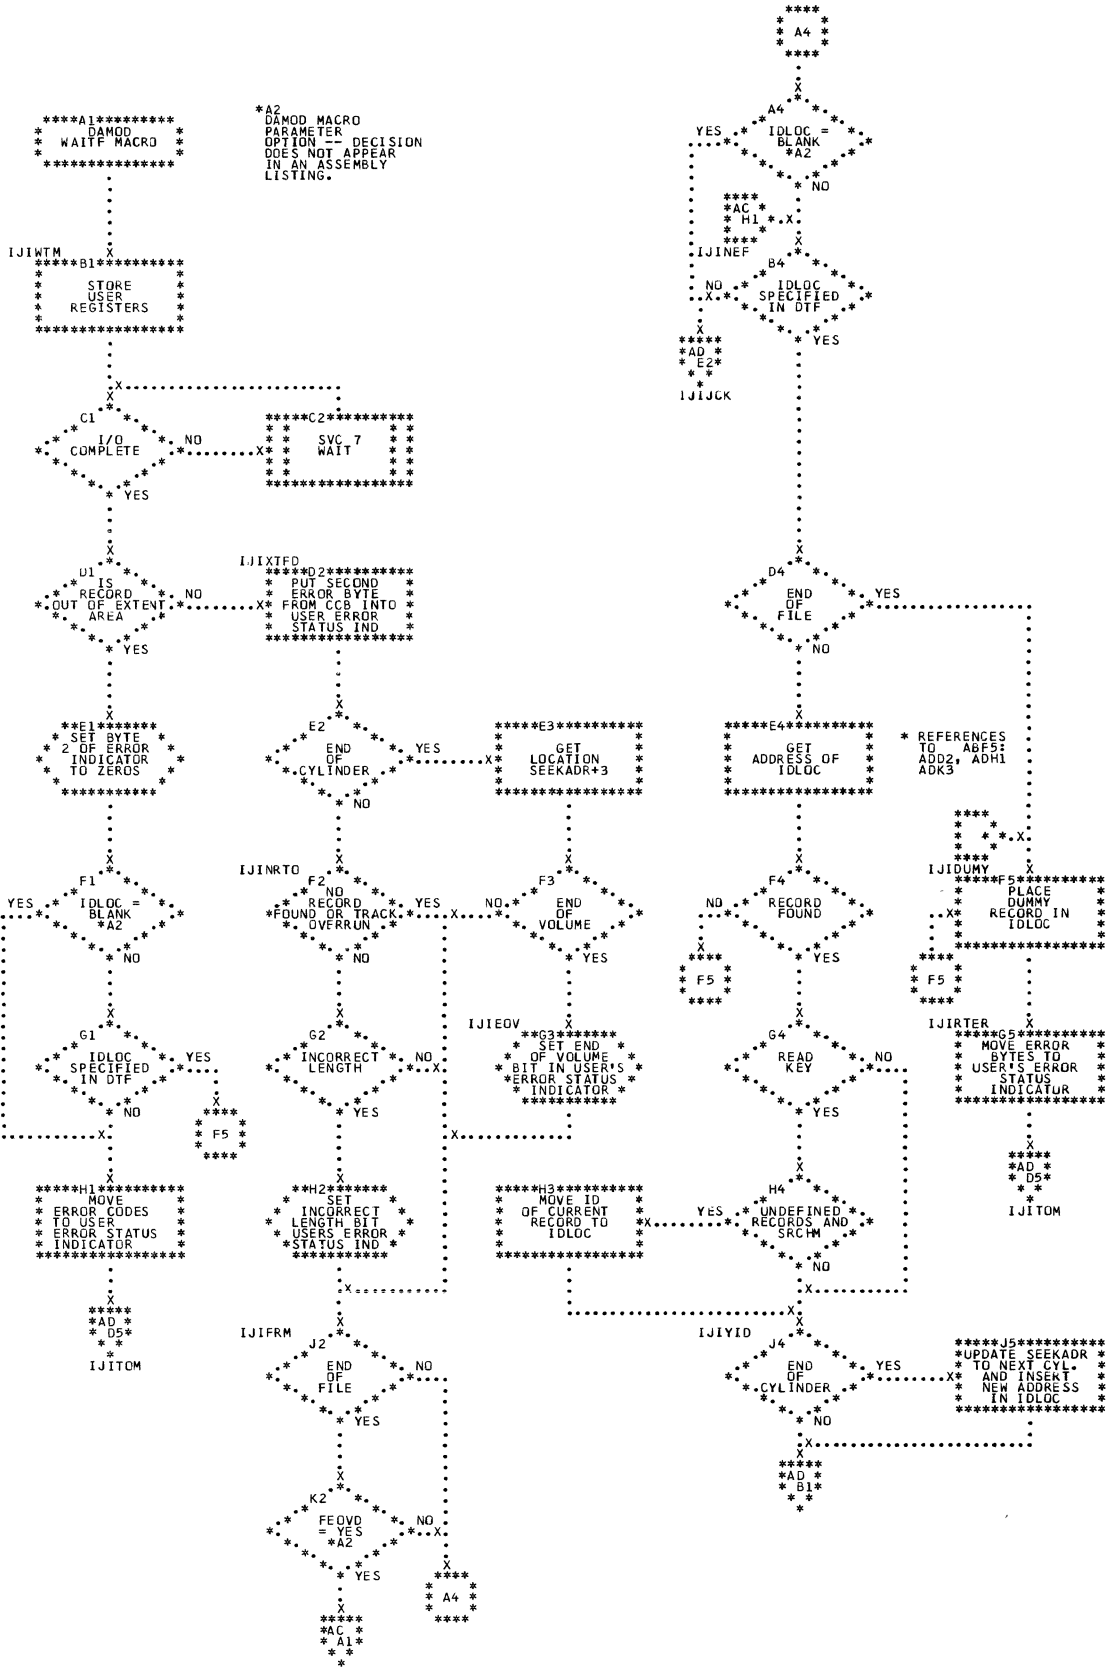 A4
****A1*********
DAMOD
WAITF MACRO
*A2
DAMOD MACRO
PARAMETER
OPTION -- DECISION
DOES NOT APPEAR
IN AN ASSEMBLY
LISTING.
A4
IDLOC =
BLANK
*A2
YES
NO
AC
H1
IJIWTM
*****B1**********
STORE
USER
REGISTERS
IJINEF
B4
IDLOC
SPECIFIED
IN DTF
NO
YES
AD
E2
IJIJCK
C1
I/O
COMPLETE
NO
YES
*****C2**********
SVC 7
WAIT
D1
IS
RECORD
OUT OF EXTENT
AREA
NO
YES
IJIXTFD
*****D2**********
PUT SECOND
ERROR BYTE
FROM CCB INTO
USER ERROR
STATUS IND
D4
END
OF
FILE
YES
NO
**E1*******
SET BYTE
2 OF ERROR
INDICATOR
TO ZEROS
E2
END
OF
CYLINDER
YES
NO
*****E3**********
GET
LOCATION
SEEKADR+3
*****E4**********
GET
ADDRESS OF
IDLOC
* REFERENCES
TO ABF5:
ADD2, ADH1
ADK3
F1
IDLOC =
BLANK
*A2
YES
NO
IJINRTO
F2
NO
RECORD
FOUND OR TRACK
OVERRUN
YES
NO
F3
END
OF
VOLUME
NO
YES
F4
RECORD
FOUND
NO
YES
F5
IJIDUMY
*****F5**********
PLACE
DUMMY
RECORD IN
IDLOC
F5
G1
IDLOC
SPECIFIED
IN DTF
YES
NO
F5
G2
INCORRECT
LENGTH
NO
YES
IJIEOV
**G3*******
SET END
OF VOLUME
BIT IN USER'S
ERROR STATUS
INDICATOR
G4
READ
KEY
NO
YES
IJIRTER
*****G5**********
MOVE ERROR
BYTES TO
USER'S ERROR
STATUS
INDICATUR
AD
D5
IJITOM
*****H1**********
MOVE
ERROR CODES
TO USER
ERROR STATUS
INDICATOR
AD
D5
IJITOM
**H2*******
SET
INCORRECT
LENGTH BIT
USERS ERROR
STATUS IND
*****H3**********
MOVE ID
OF CURRENT
RECORD TO
IDLOC
H4
UNDEFINED
RECORDS AND
SRCHM
YES
NO
IJIFRM
J2
END
OF
FILE
NO
YES
IJIYID
J4
END
OF
CYLINDER
YES
NO
*****J5**********
UPDATE SEEKADR
TO NEXT CYL.
AND INSERT
NEW ADDRESS
IN IDLOC
AD
B1
K2
FEOVD
= YES
*A2
NO
YES
A4
AC
A1